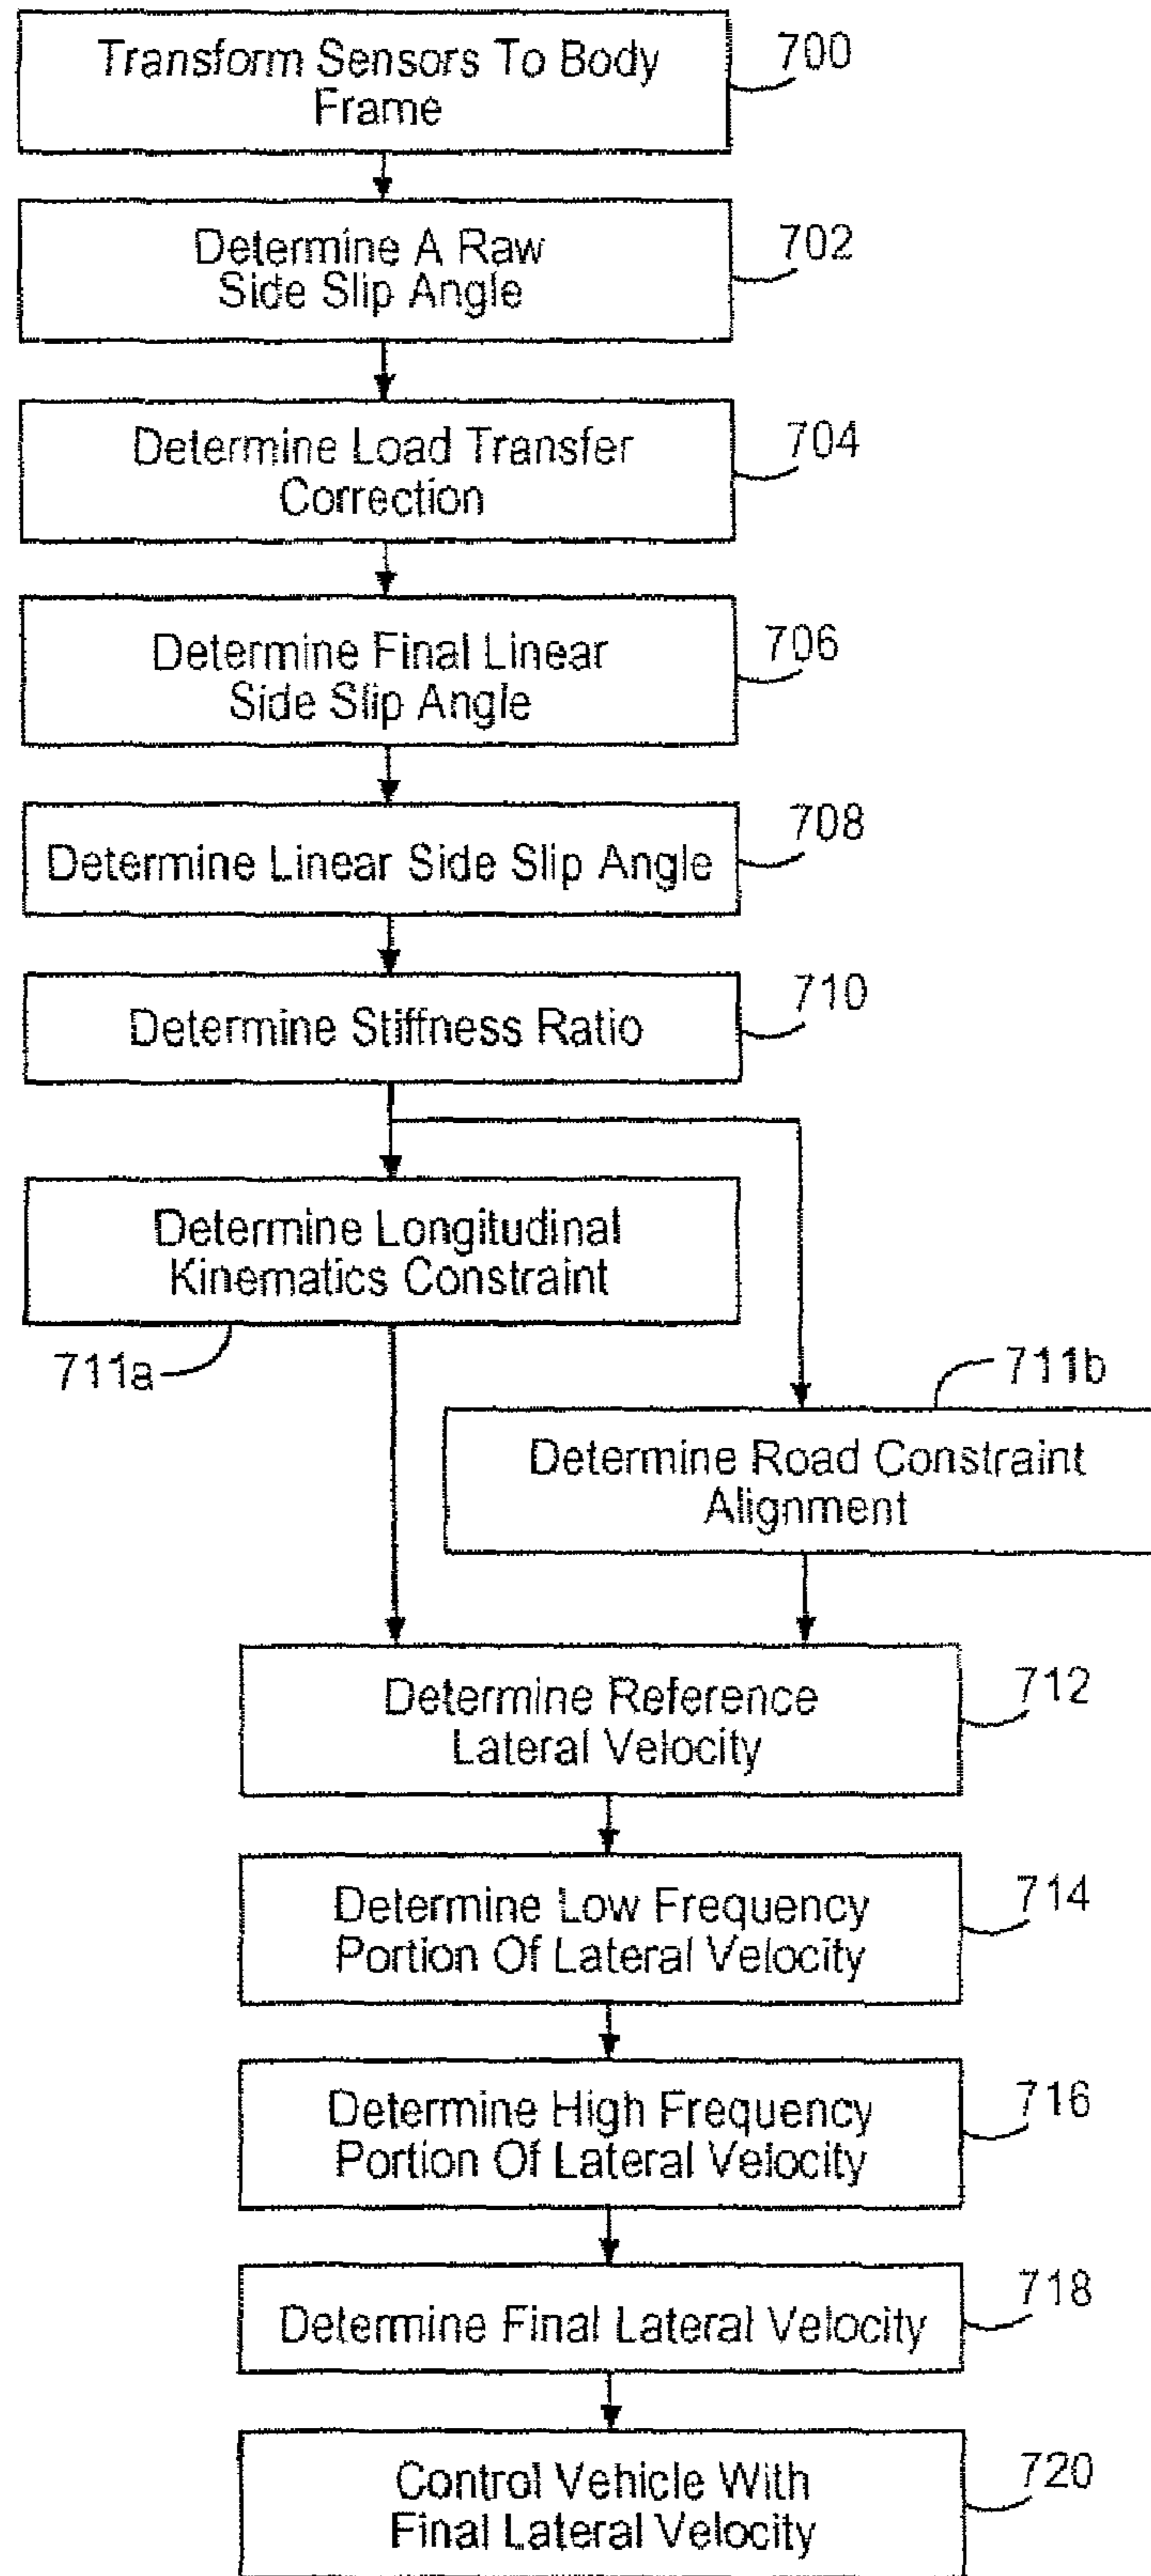 Transform Sensors To Body
Frame
700
Determine A Raw
Side Slip Angle
702
Determine Load Transfer
Correction
704
Determine Final Linear
Side Slip Angle
706
Determine Linear Side Slip Angle
708
Determine Stiffness Ratio
710
Determine Longitudinal
Kinematics Constraint
711a
711b
Determine Road Constraint
Alignment
Determine Reference
Lateral Velocity
712
Determine Low Frequency
Portion Of Lateral Velocity
714
Determine High Frequency
Portion Of Lateral Velocity
716
Determine Final Lateral Velocity
718
Control Vehicle With
Final Lateral Velocity
720